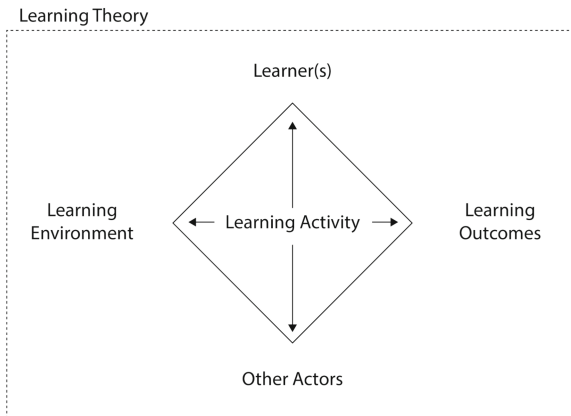 Learning Theory
Learner(s)
Learning
Environment
Learning Activity
Learning
Outcomes
Other Actors